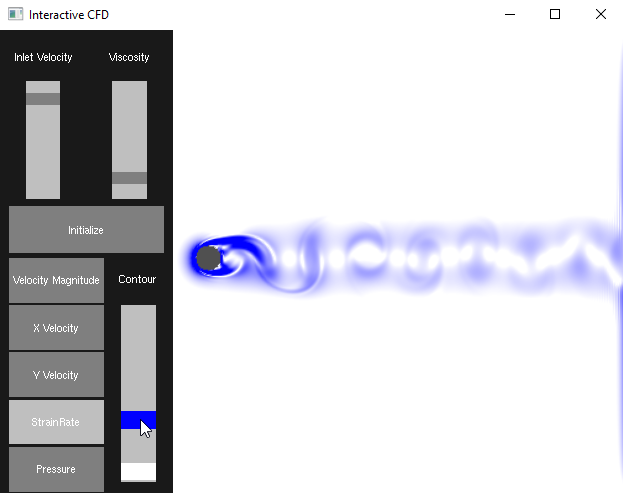 Interactive CFD
Inlet Velocity
Viscosity
Initialize
Velocity Magnitude
Contour
X Velocity
Y Velocity
StrainRate
Pressure